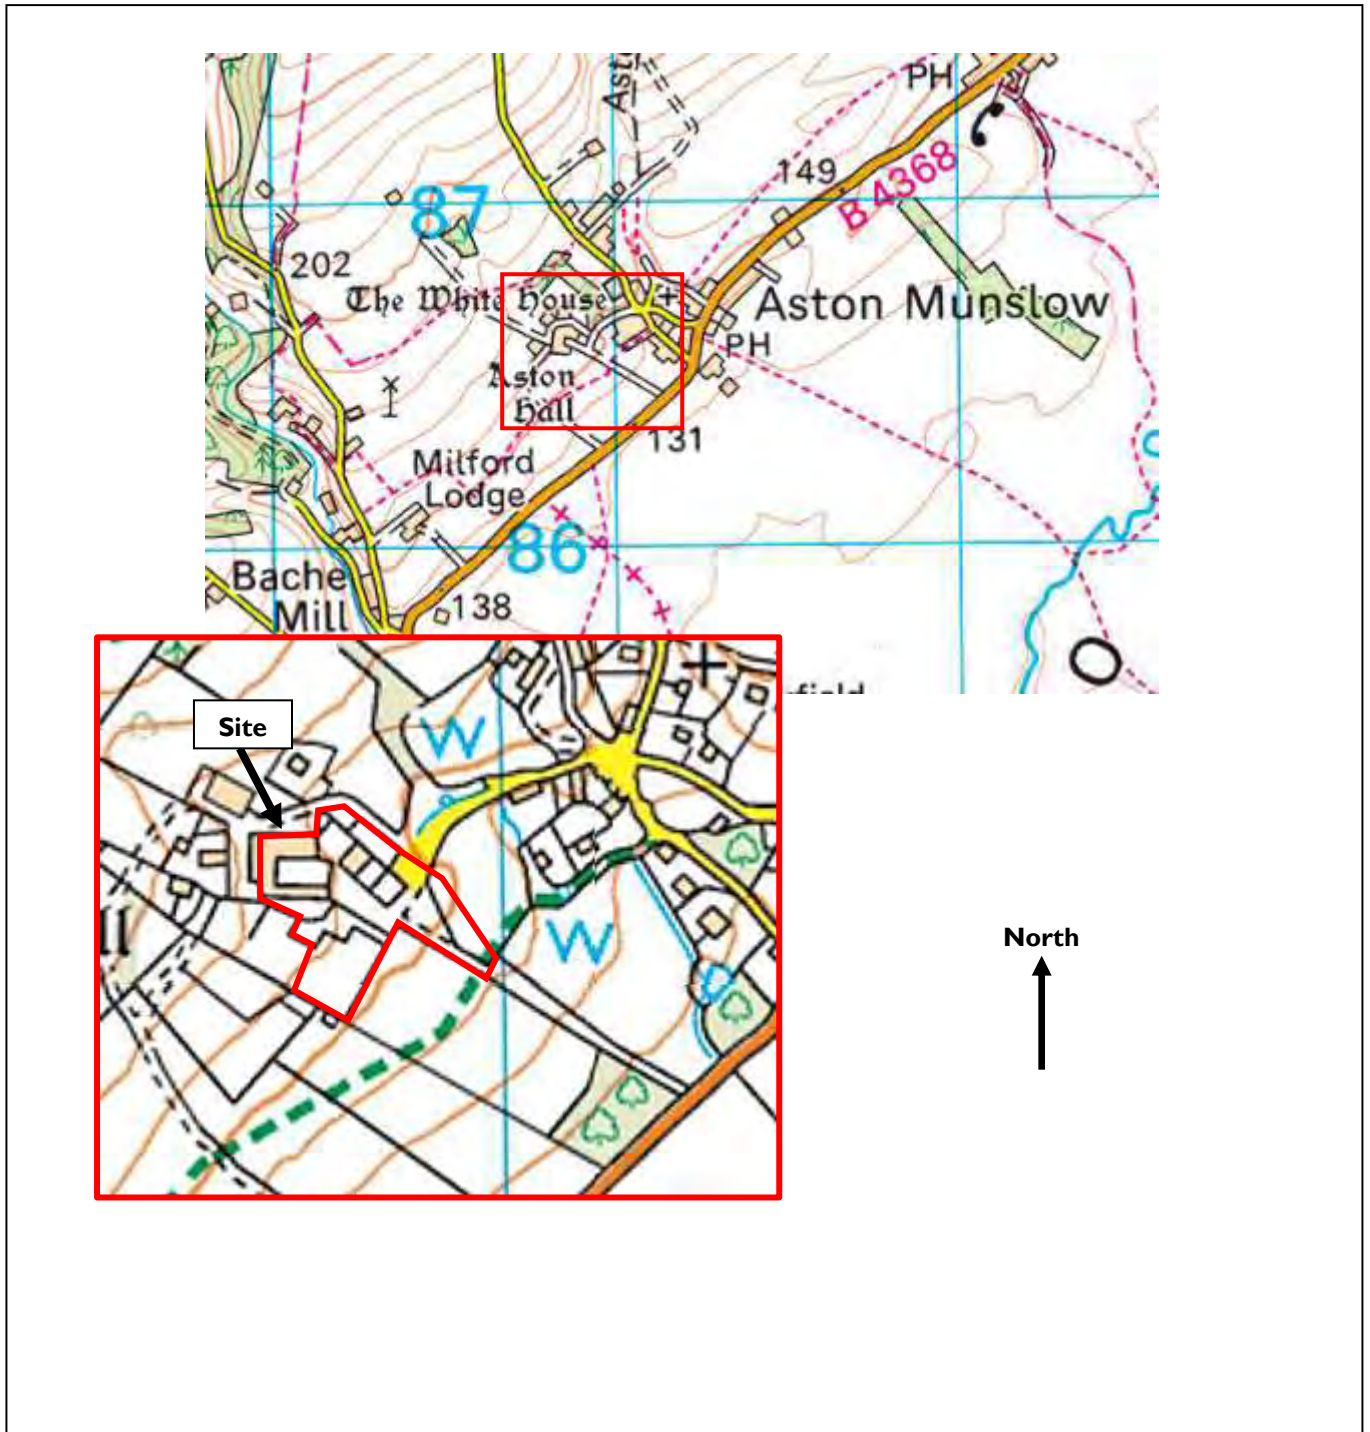 PH
Ast
149
B 4368
87
202
The White House
Aston Munslow
PH
Aston
Hall
131
Milford
Lodge
86
Bache
Mill
138
Site
W
W
North